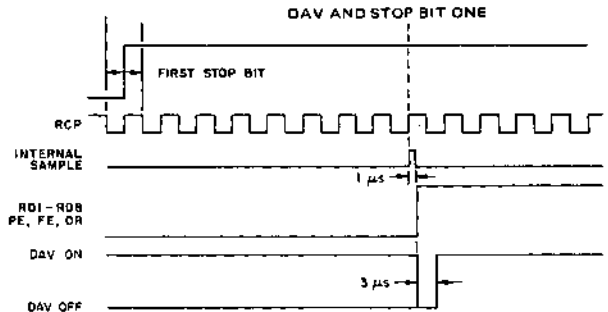 DAV AND STOP BIT ONE
FIRST STOP BIT
RCP
INTERNAL
SAMPLE
1 µs
RD1-RD8
PE, FE, OR
DAV ON
3 µs
DAV OFF